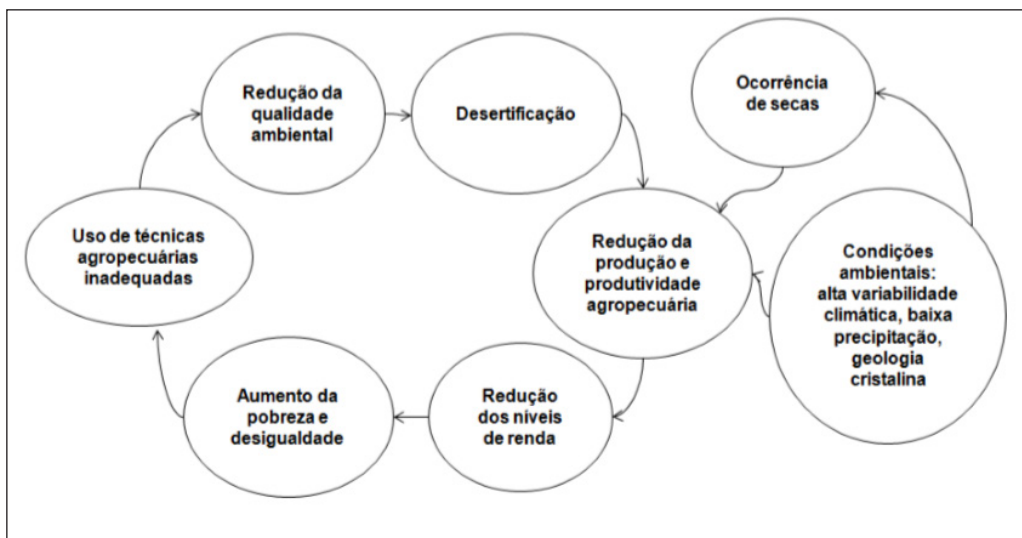 Redução da
qualidade
ambiental
Desertificação
Ocorrência
de secas
Uso de técnicas
agropecuárias
inadequadas
Redução da
produção e
produtividade
agropecuária
Condições
ambientais:
alta variabilidade
climática, baixa
precipitação,
geologia
cristalina
Aumento da
pobreza e
desigualdade
Redução
dos níveis
de renda